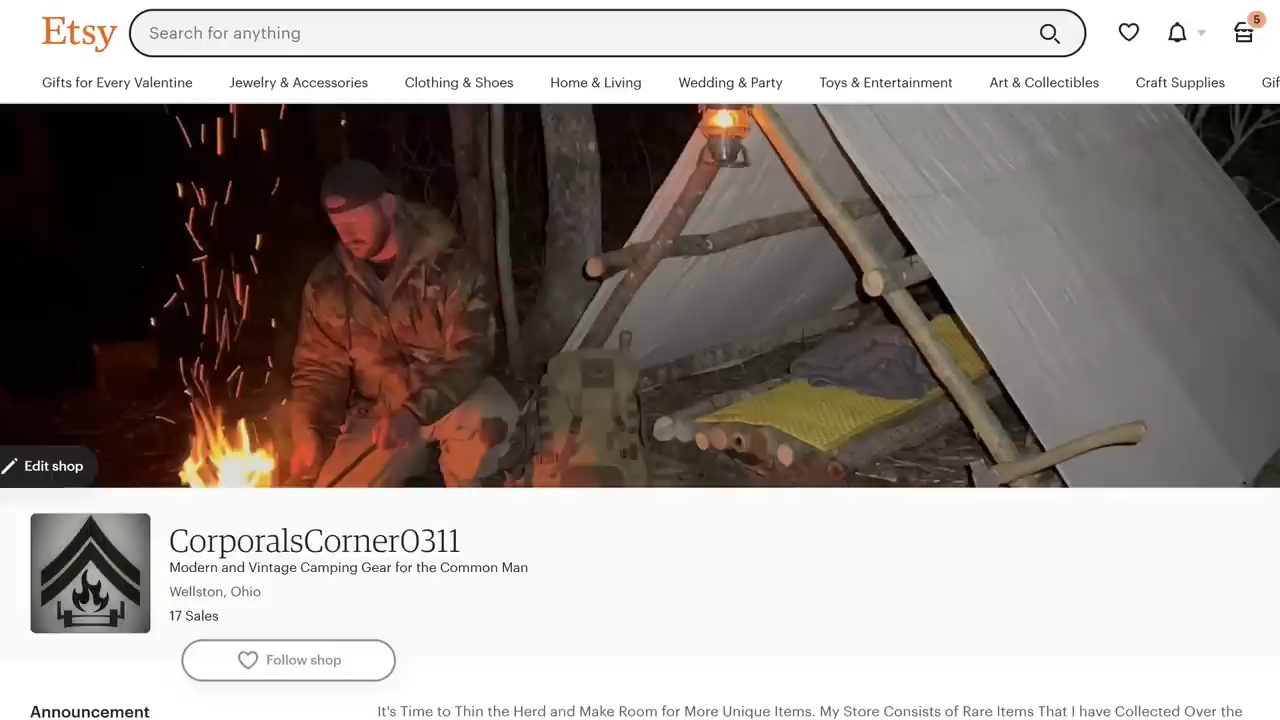 Etsy
Search for anything
5
Gifts for Every Valentine
Jewelry & Accessories
Clothing & Shoes
Home & Living
Wedding & Party
Toys & Entertainment
Art & Collectibles
Craft Supplies
Gif
Edit shop
CorporalsCorner0311
Modern and Vintage Camping Gear for the Common Man
Wellston, Ohio
17 Sales
Follow shop
Announcement
It's Time to Thin the Herd and Make Room for More Unique Items. My Store Consists of Rare Items That I have Collected Over the